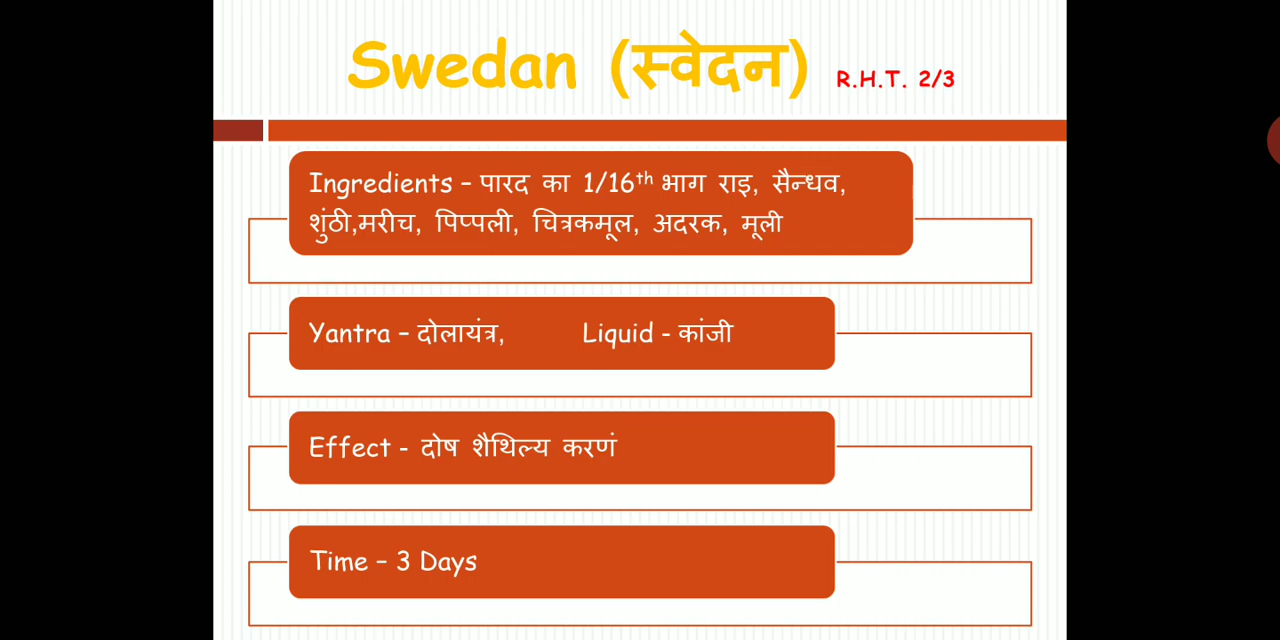 Swedan (स्वेदन) R.H.T. 2/3
Ingredients – पारद का 1/16th भाग राइ, सैन्धव,
शुंठी,मरीच, पिप्पली, चित्रकमूल, अदरक, मूली
Yantra – दोलायंत्र, Liquid - कांजी
Effect - दोष शैथिल्य करणं
Time – 3 Days